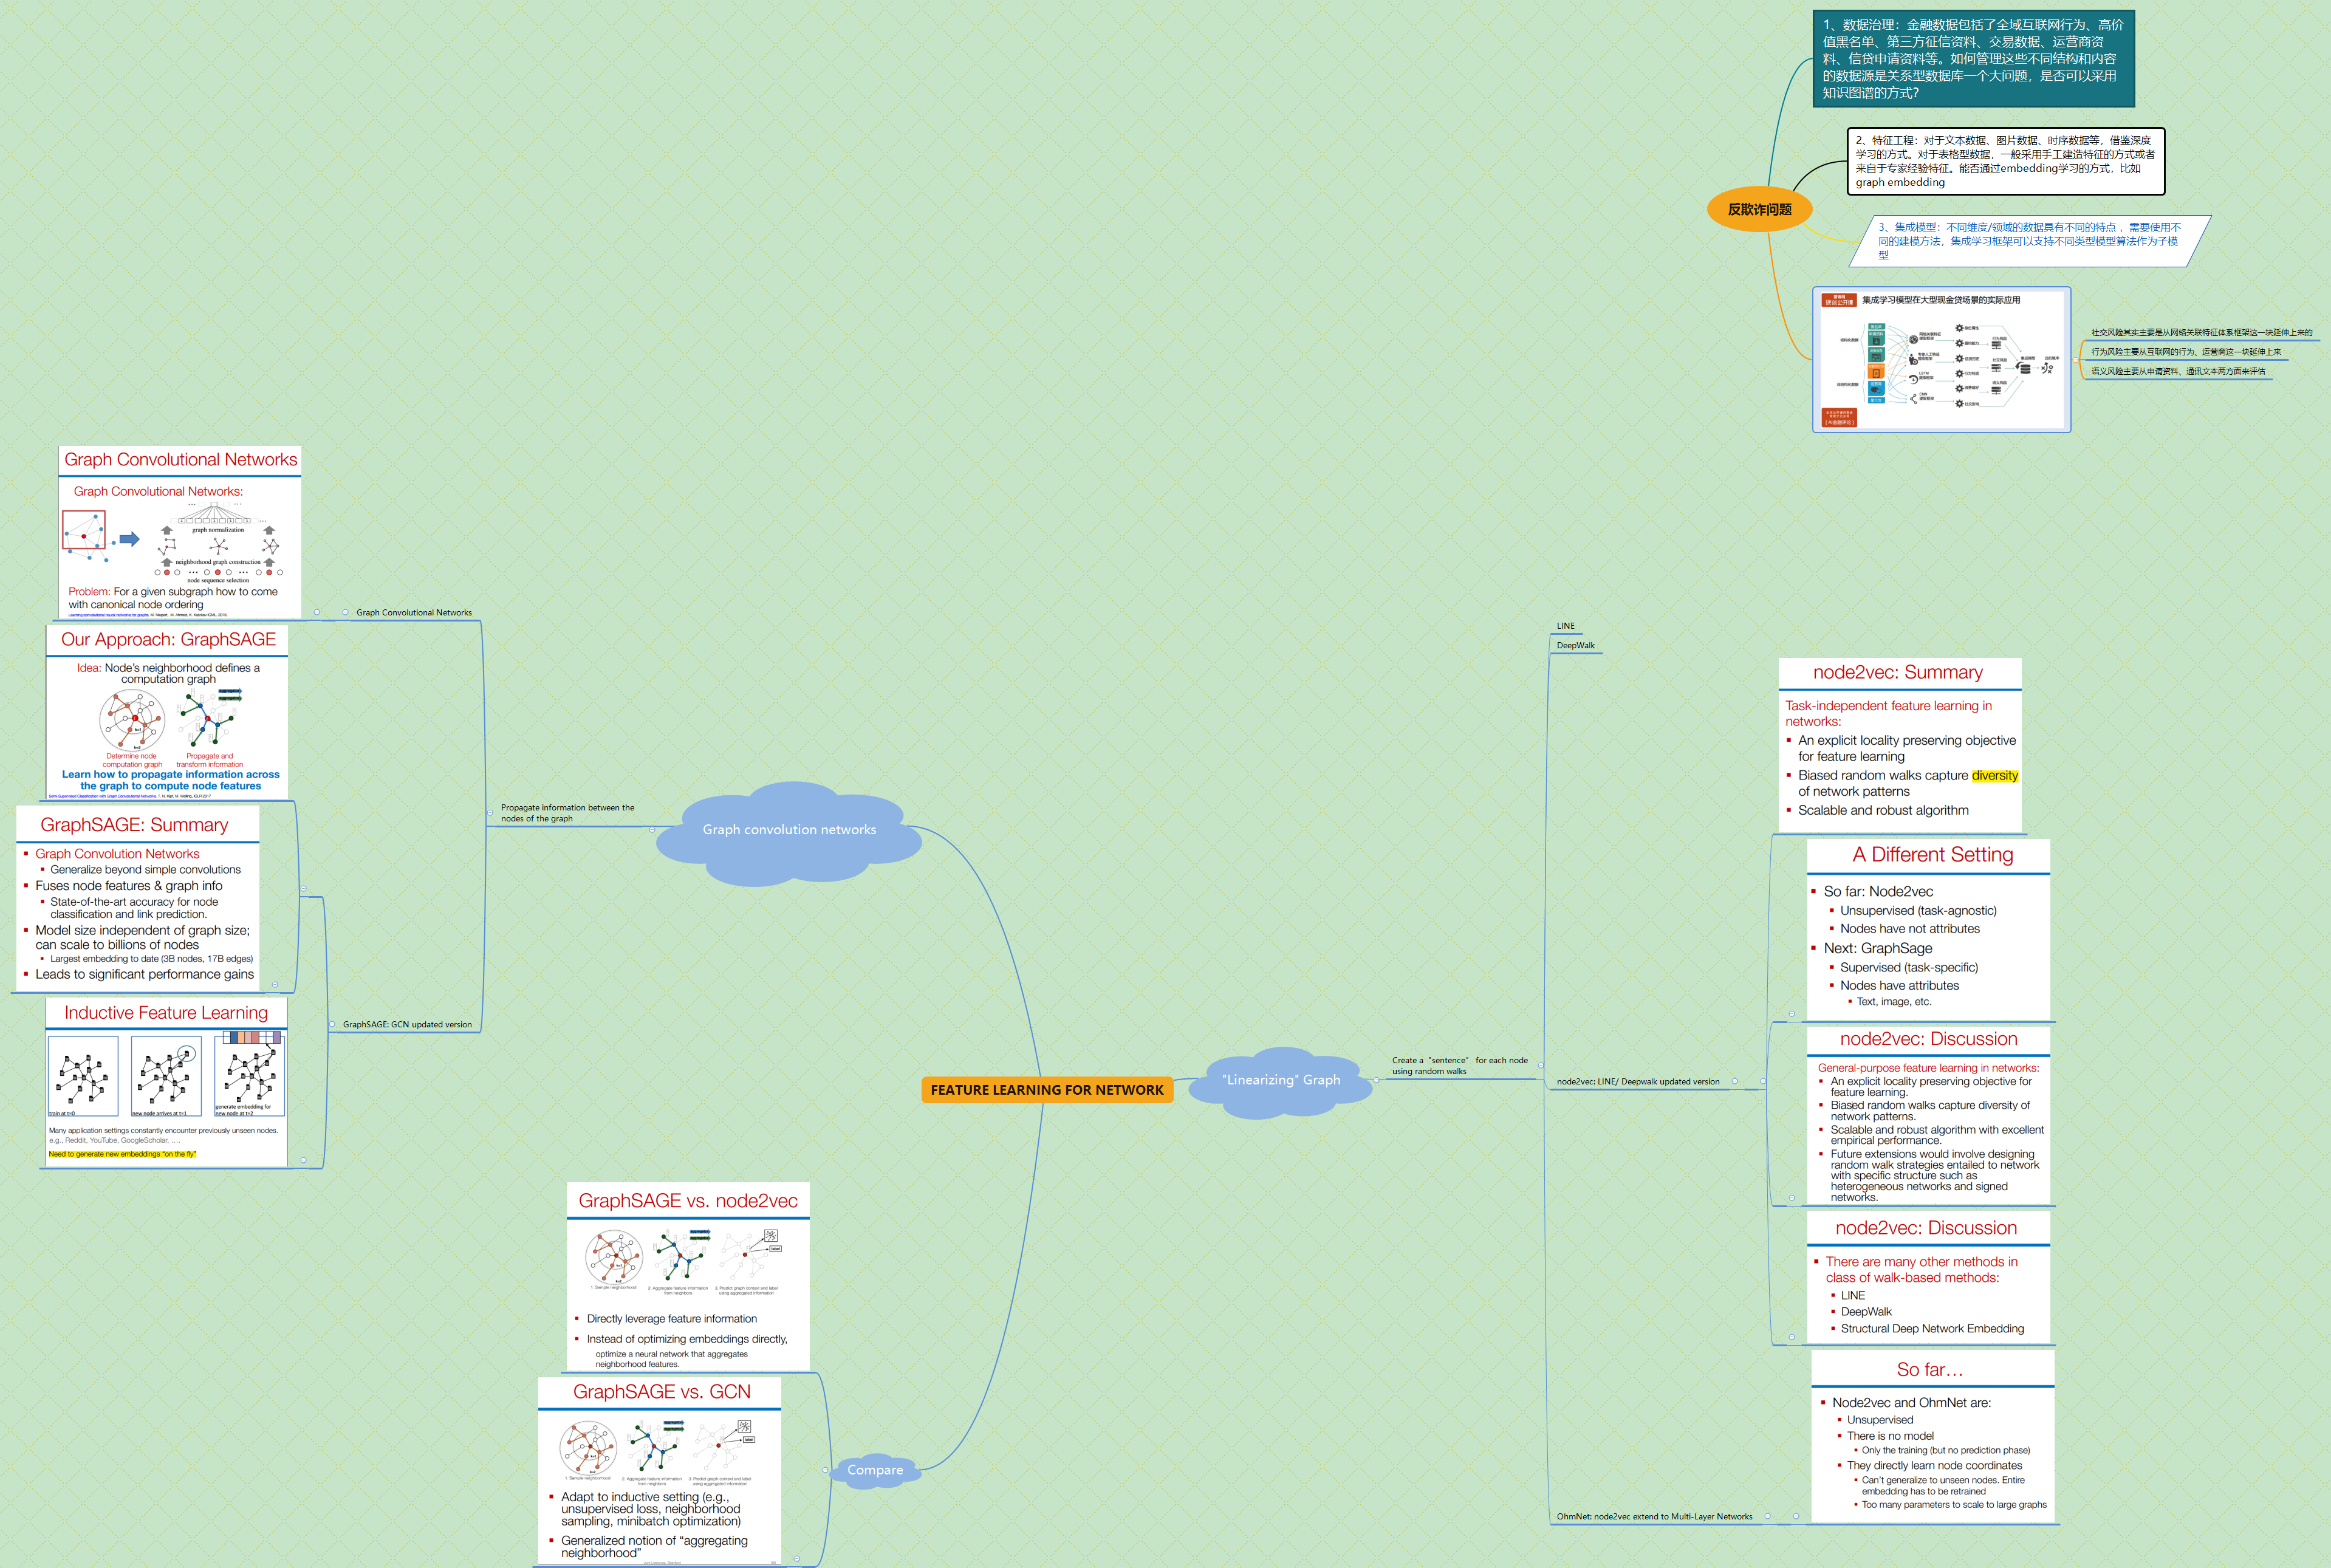 1、数据治理：金融数据包括了全域互联网行为、高价
值黑名单、第三方征信资料、交易数据、运营商资
料、信贷申请资料等。如何管理这些不同结构和内容
的数据源是关系型数据库一个大问题，是否可以采用
知识图谱的方式？
2、特征工程：对于文本数据、图片数据、时序数据等，借鉴深度
学习的方式。对于表格型数据，一般采用手工建造特征的方式或者
来自于专家经验特征。能否通过embedding学习的方式，比如
graph embedding
反欺诈问题
3、集成模型：不同维度/领域的数据具有不同的特点 ，需要使用不
同的建模方法，集成学习框架可以支持不同类型模型算法作为子模
型
集成学习模型在大型现金贷场景的实际应用
社交风险其实主要是从网络关联特征体系框架这一块延伸上来的
行为风险主要从互联网的行为、运营商这一块延伸上来
语义风险主要从申请资料、通讯文本两方面来评估
Graph Convolutional Networks
Graph Convolutional Networks:
graph normalization
neighborhood graph construction
node sequence selection
Problem: For a given subgraph how to come
with canonical node ordering
Graph Convolutional Networks
Our Approach: GraphSAGE
Idea: Node's neighborhood defines a
computation graph
Determine node
computation graph
Propagate and
transform information
Learn how to propagate information across
the graph to compute node features
GraphSAGE: Summary
Graph Convolution Networks
Generalize beyond simple convolutions
Fuses node features & graph info
State-of-the-art accuracy for node
classification and link prediction.
Model size independent of graph size;
can scale to billions of nodes
Largest embedding to date (3B nodes, 17B edges)
Leads to significant performance gains
Inductive Feature Learning
train at t=0
new node arrives at t=1
generate embedding for
new node at t=2
Many application settings constantly encounter previously unseen nodes.
e.g., Reddit, YouTube, GoogleScholar, ....
Need to generate new embeddings "on the fly"
GraphSAGE: GCN updated version
Propagate information between the
nodes of the graph
Graph convolution networks
FEATURE LEARNING FOR NETWORK
GraphSAGE vs. node2vec
1. Sample neighborhood
2. Aggregate feature information
from neighbors
3. Predict graph context and label
using aggregated information
Directly leverage feature information
Instead of optimizing embeddings directly,
optimize a neural network that aggregates
neighborhood features.
GraphSAGE vs. GCN
1. Sample neighborhood
2. Aggregate feature information
from neighbors
3. Predict graph context and label
using aggregated information
Adapt to inductive setting (e.g.,
unsupervised loss, neighborhood
sampling, minibatch optimization)
Generalized notion of "aggregating
neighborhood"
Compare
"Linearizing" Graph
Create a "sentence" for each node
using random walks
LINE
DeepWalk
node2vec: LINE/ Deepwalk updated version
OhmNet: node2vec extend to Multi-Layer Networks
node2vec: Summary
Task-independent feature learning in
networks:
An explicit locality preserving objective
for feature learning
Biased random walks capture diversity
of network patterns
Scalable and robust algorithm
A Different Setting
So far: Node2vec
Unsupervised (task-agnostic)
Nodes have not attributes
Next: GraphSage
Supervised (task-specific)
Nodes have attributes
Text, image, etc.
node2vec: Discussion
General-purpose feature learning in networks:
An explicit locality preserving objective for
feature learning.
Biased random walks capture diversity of
network patterns.
Scalable and robust algorithm with excellent
empirical performance.
Future extensions would involve designing
random walk strategies entailed to network
with specific structure such as
heterogeneous networks and signed
networks.
node2vec: Discussion
There are many other methods in
class of walk-based methods:
LINE
DeepWalk
Structural Deep Network Embedding
So far...
Node2vec and OhmNet are:
Unsupervised
There is no model
Only the training (but no prediction phase)
They directly learn node coordinates
Can't generalize to unseen nodes. Entire
embedding has to be retrained
Too many parameters to scale to large graphs